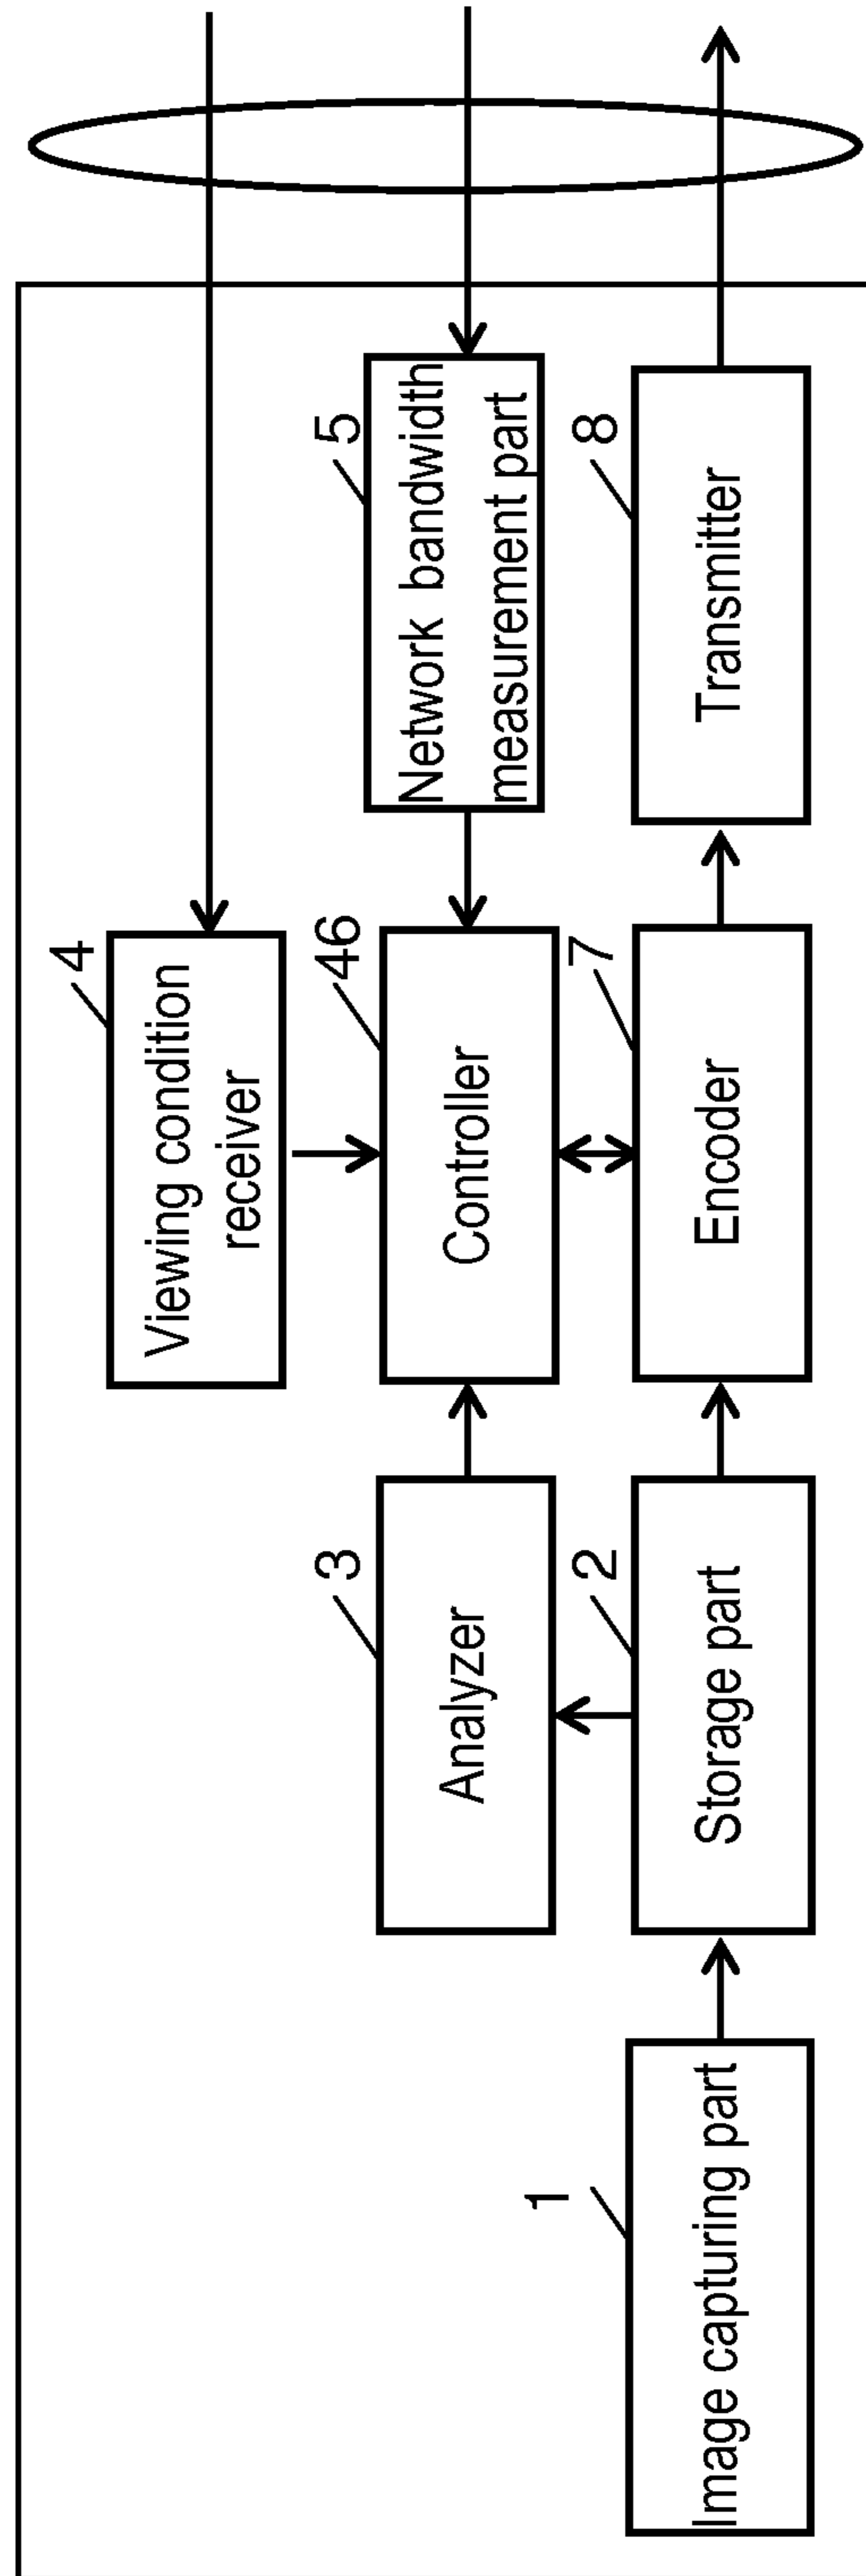 4
Viewing condition
receiver
3
Analyzer
46
Controller
5
Network bandwidth
measurement part
1
Image capturing part
2
Storage part
7
Encoder
8
Transmitter